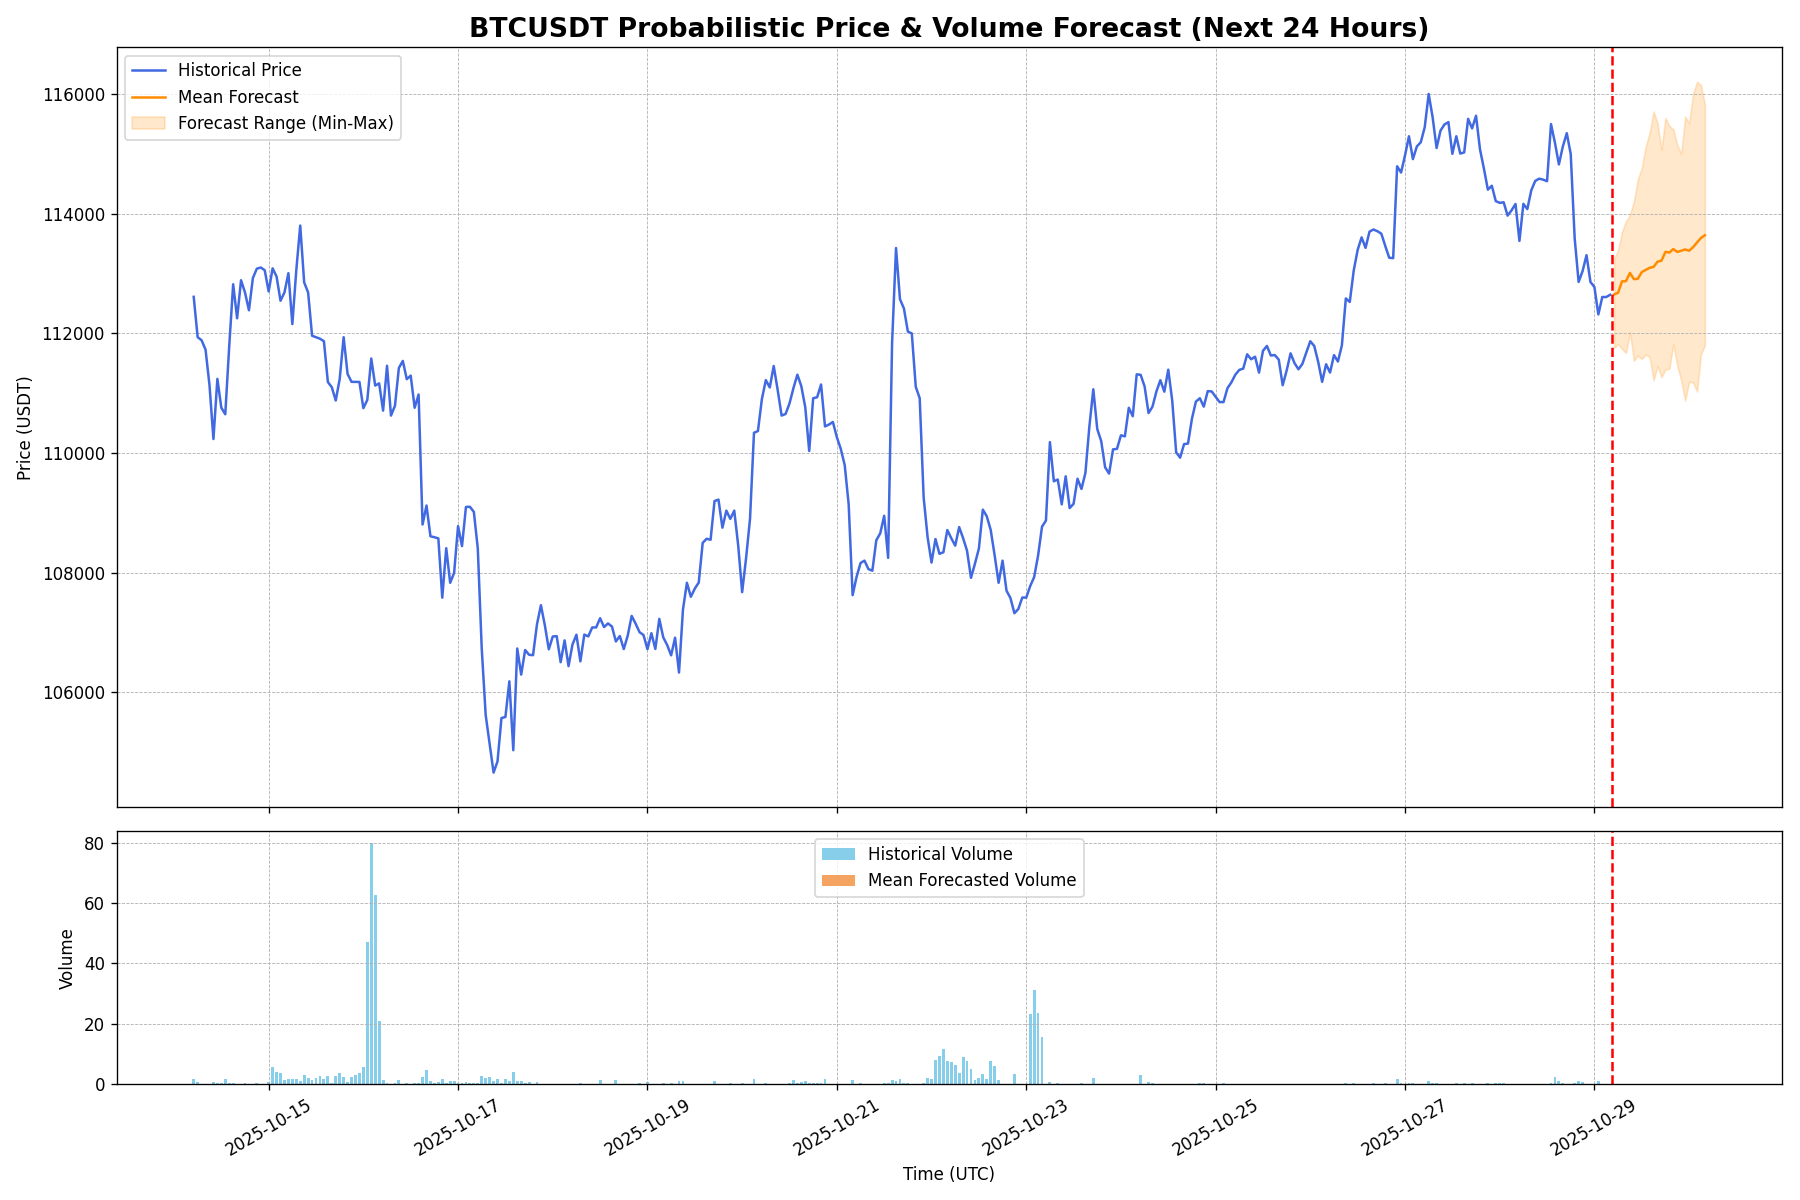 BTCUSDT Probabilistic Price & Volume Forecast (Next 24 Hours)
Historical Price
Mean Forecast
Forecast Range (Min-Max)
116000
114000
112000
110000
108000
106000
Price (USDT)
Historical Volume
Mean Forecasted Volume
80
60
40
20
0
Volume
2025-10-15
2025-10-17
2025-10-19
2025-10-21
2025-10-23
2025-10-25
2025-10-27
2025-10-29
Time (UTC)